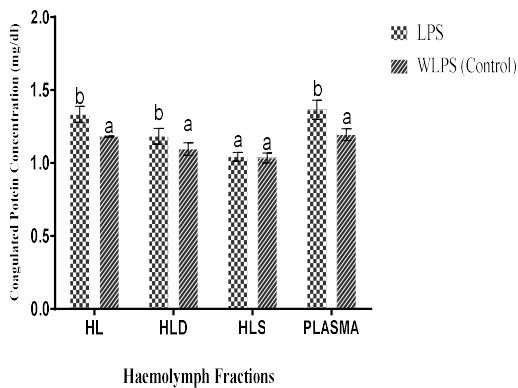 Coagulated Potein Concentration (mg/dl)
2.0
1.5
1.0
0.5
0.0
b
a
b
a
a
a
b
a
HL
HLD
HLS
PLASMA
Haemolymph Fractions
LPS
WLPS (Control)